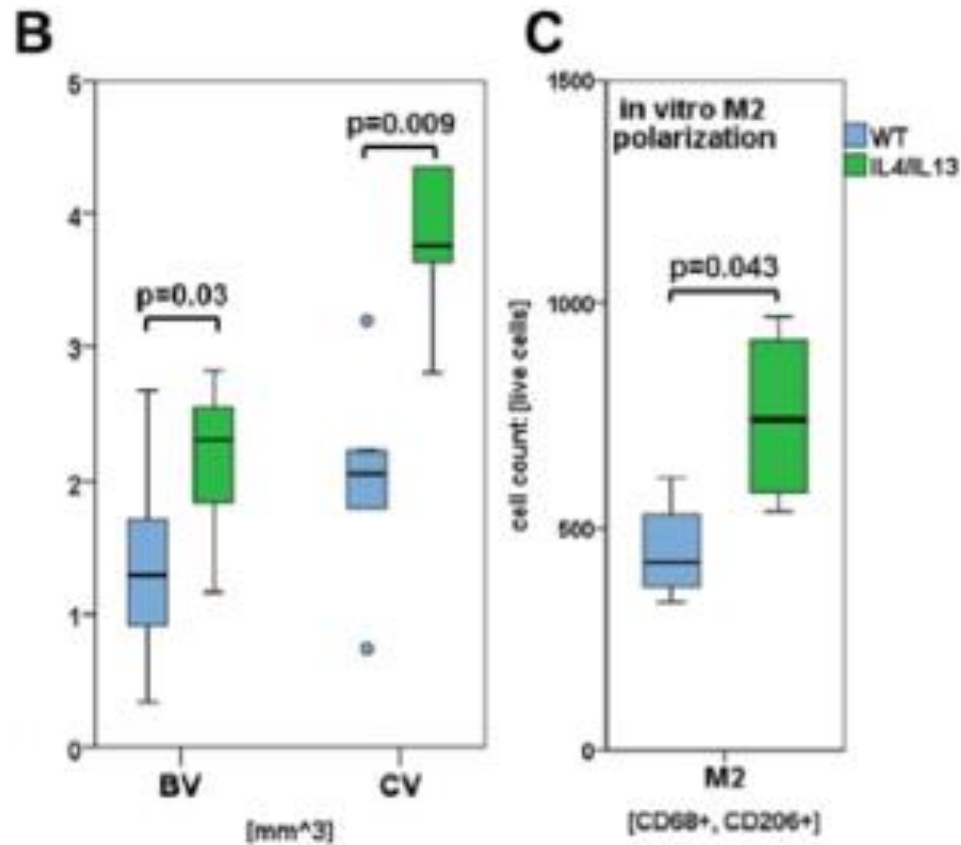 B
5
4
3
2
1
0
p=0.03
p=0.009
BV
CV
[mm^3]
C
1500
1000
500
0
cell count: [live cells]
in vitro M2
polarization
p=0.043
M2
[CD68+, CD206+]
WT
IL4/IL13